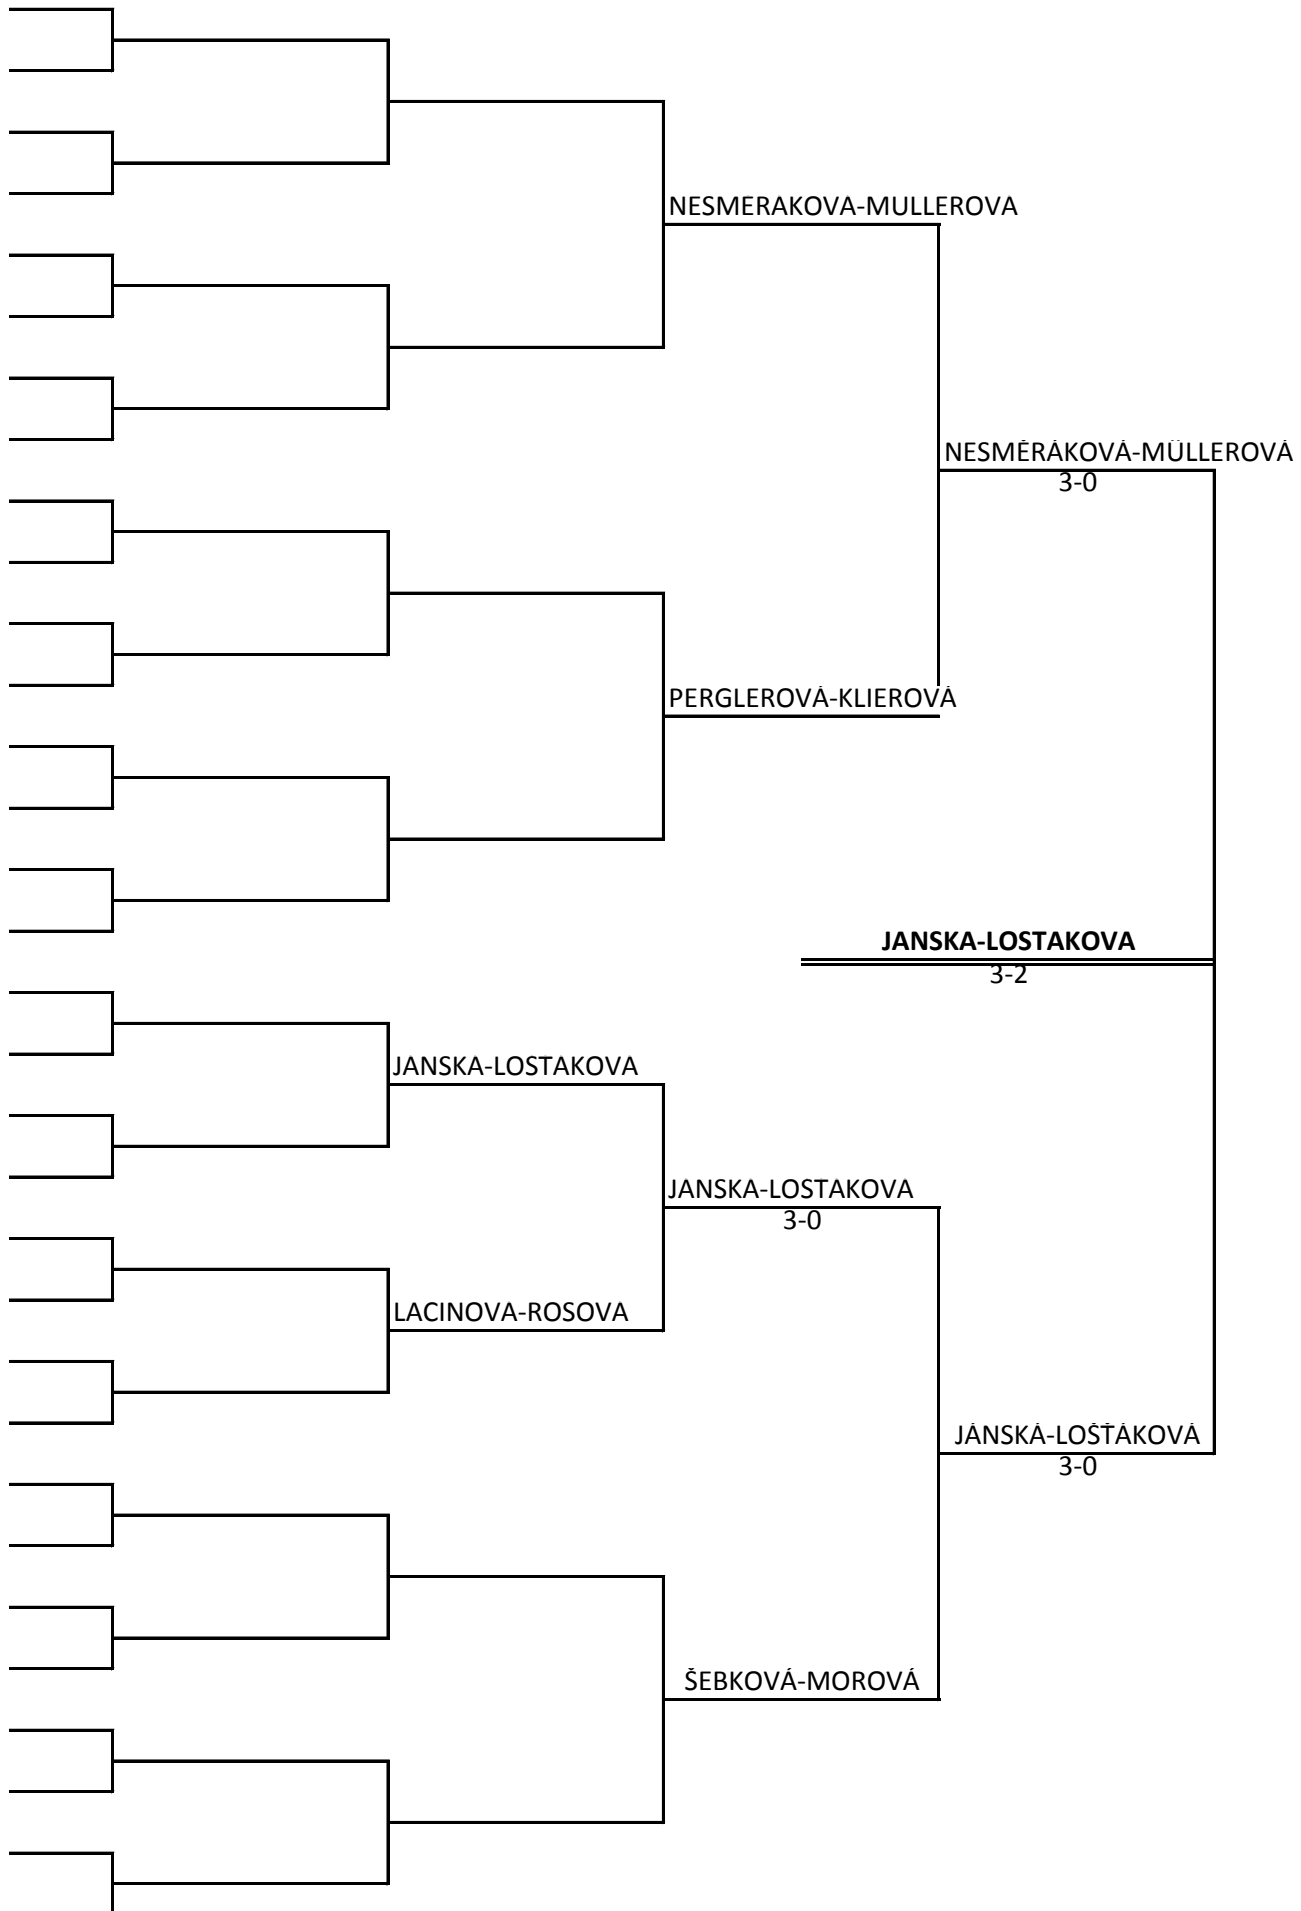 NESMERAKOVA-MULLEROVA
NESMĚRÁKOVÁ-MÜLLEROVÁ
3-0
PERGLEROVÁ-KLIEROVÁ
JANSKA-LOSTAKOVA
3-2
JANSKA-LOSTAKOVA
JANSKA-LOSTAKOVA
3-0
LACINOVA-ROSOVA
JÁNSKÁ-LOŠŤÁKOVÁ
3-0
ŠEBKOVÁ-MOROVÁ